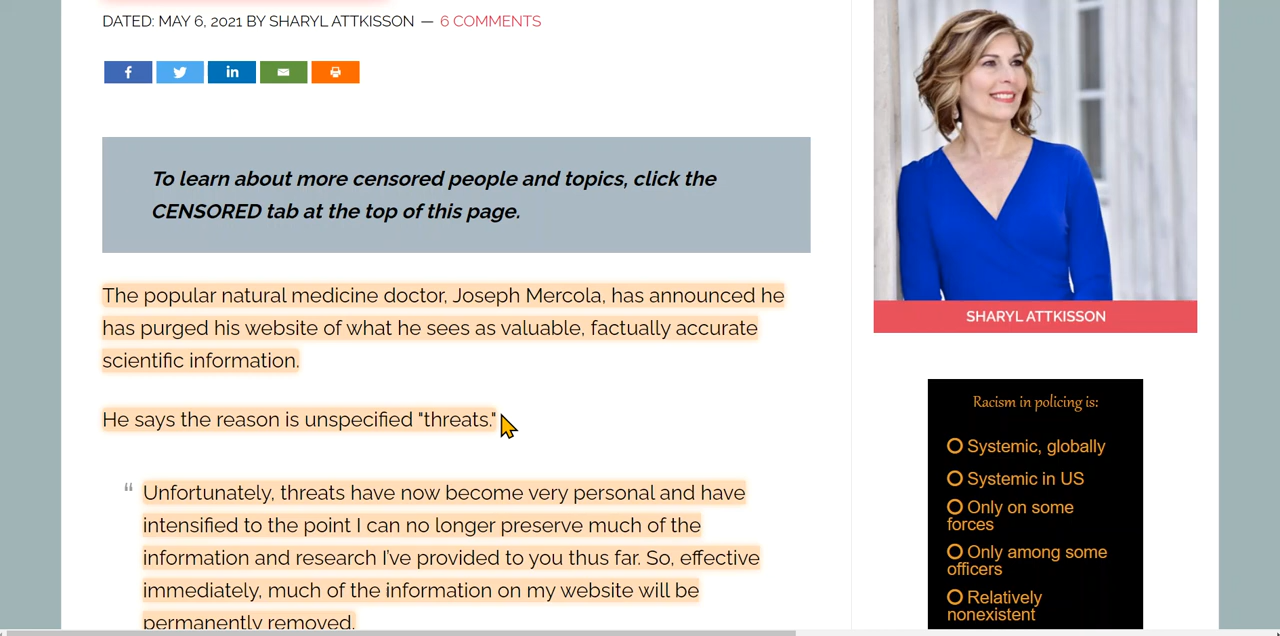 DATED: MAY 6, 2021 BY SHARYL ATTKISSON — 6 COMMENTS
To learn about more censored people and topics, click the
CENSORED tab at the top of this page.
The popular natural medicine doctor, Joseph Mercola, has announced he
has purged his website of what he sees as valuable, factually accurate
scientific information.
He says the reason is unspecified "threats."
“ Unfortunately, threats have now become very personal and have
intensified to the point I can no longer preserve much of the
information and research I've provided to you thus far. So, effective
immediately, much of the information on my website will be
permanently removed.
SHARYL ATTKISSON
Racism in policing is:
Systemic, globally
Systemic in US
Only on some
forces
Only among some
officers
Relatively
nonexistent